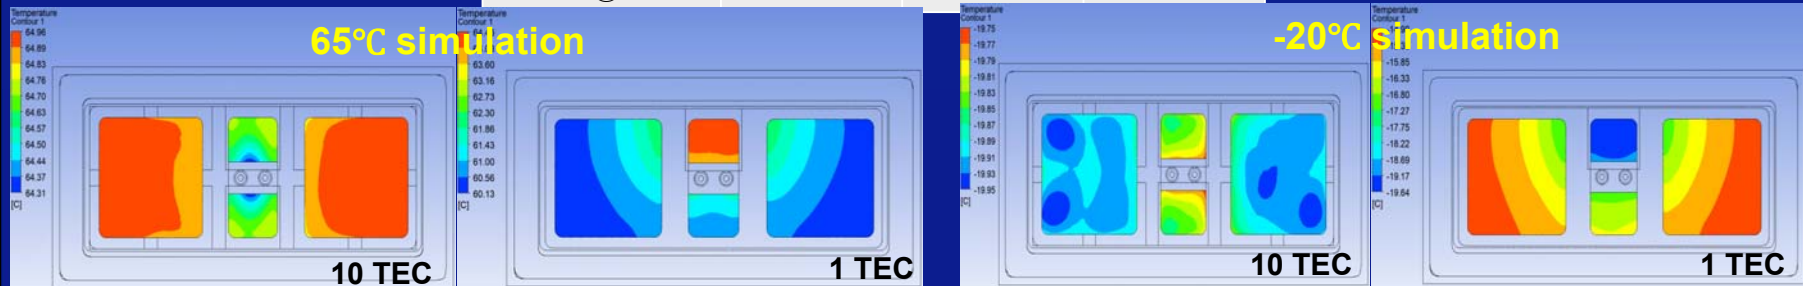 65℃ simulation
Temperature
Contour 1
64.96
64.89
64.83
64.76
64.70
64.63
64.57
64.50
64.44
64.37
64.31
[C]
10 TEC
Temperature
Contour 1
63.60
63.16
62.73
62.30
61.86
61.43
61.00
60.56
60.13
[C]
1 TEC
-20℃ simulation
Temperature
Contour 1
-19.75
-19.77
-19.79
-19.81
-19.83
-19.85
-19.87
-19.89
-19.91
-19.93
-19.95
[C]
10 TEC
Temperature
Contour 1
-15.85
-16.33
-16.80
-17.27
-17.75
-18.22
-18.69
-19.17
-19.64
[C]
1 TEC